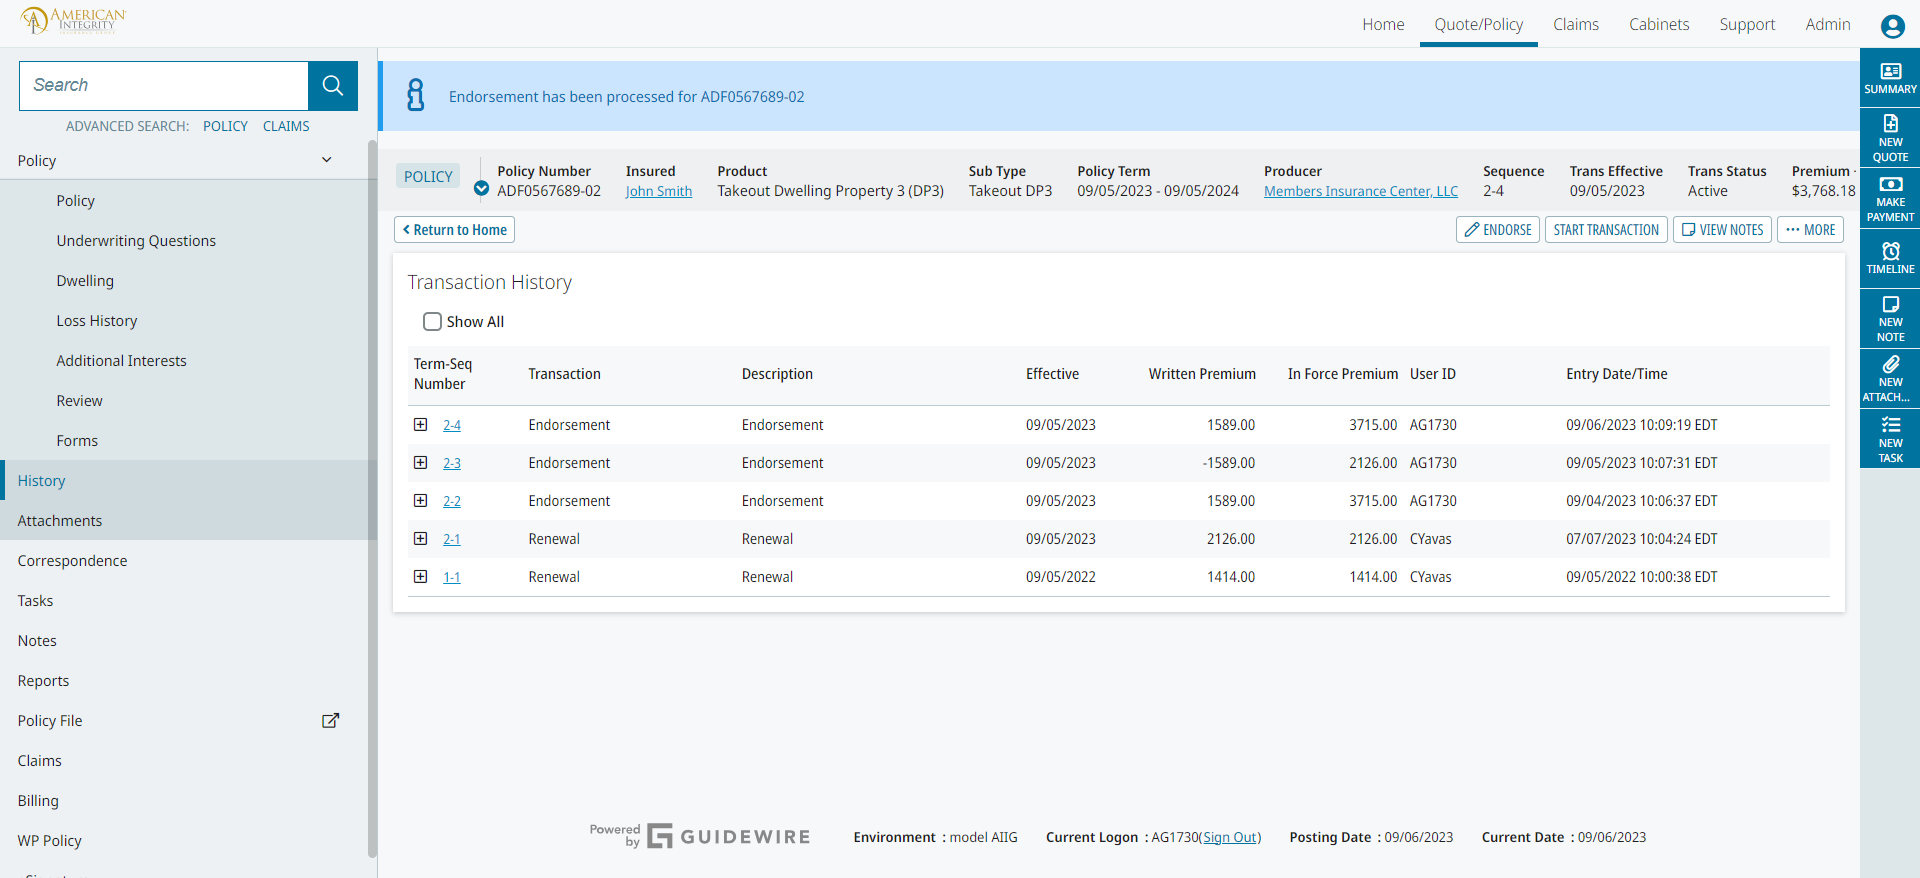 AMERICAN
INTEGRITY
Home Quote/Policy Claims Cabinets Support Admin
Search
ADVANCED SEARCH: POLICY CLAIMS
Policy
Policy
Underwriting Questions
Dwelling
Loss History
Additional Interests
Review
Forms
History
Attachments
Correspondence
Tasks
Notes
Reports
Policy File
Claims
Billing
WP Policy
Endorsement has been processed for ADF0567689-02
POLICY
Policy Number Insured Product Sub Type Policy Term Producer Sequence Trans Effective Trans Status Premium
ADF0567689-02 John Smith Takeout Dwelling Property 3 (DP3) Takeout DP3 09/05/2023 - 09/05/2024 Members Insurance Center, LLC 2-4 09/05/2023 Active $3,768.18
Return to Home ENDORSE START TRANSACTION VIEW NOTES ··· MORE
Transaction History
Show All
Term-Seq
Number Transaction Description Effective Written Premium In Force Premium User ID Entry Date/Time
2-4 Endorsement Endorsement 09/05/2023 1589.00 3715.00 AG1730 09/06/2023 10:09:19 EDT
2-3 Endorsement Endorsement 09/05/2023 -1589.00 2126.00 AG1730 09/05/2023 10:07:31 EDT
2-2 Endorsement Endorsement 09/05/2023 1589.00 3715.00 AG1730 09/04/2023 10:06:37 EDT
2-1 Renewal Renewal 09/05/2023 2126.00 2126.00 CYavas 07/07/2023 10:04:24 EDT
1-1 Renewal Renewal 09/05/2022 1414.00 1414.00 CYavas 09/05/2022 10:00:38 EDT
SUMMARY
NEW
QUOTE
MAKE
PAYMENT
TIMELINE
NEW
NOTE
NEW
ATTACH...
NEW
TASK
Powered
by GUIDEWIRE
Environment : model AIIG Current Logon : AG1730(Sign Out) Posting Date : 09/06/2023 Current Date : 09/06/2023